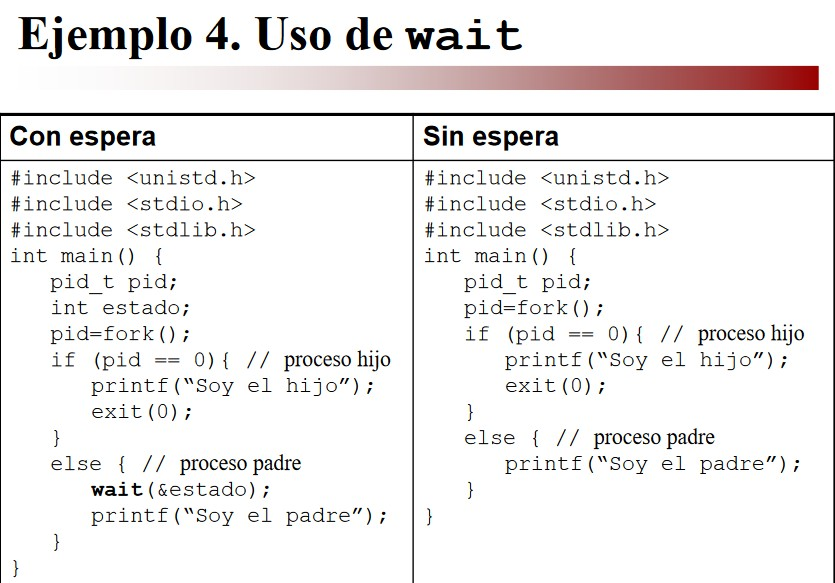 Ejemplo 4. Uso de wait
Con espera
#include <unistd.h>
#include <stdio.h>
#include <stdlib.h>
int main() {
pid_t pid;
int estado;
pid=fork();
if (pid == 0){ // proceso hijo
printf(“Soy el hijo”);
exit(0);
}
else { // proceso padre
wait(&estado);
printf(“Soy el padre”);
}
}
Sin espera
#include <unistd.h>
#include <stdio.h>
#include <stdlib.h>
int main() {
pid_t pid;
pid=fork();
if (pid == 0){ // proceso hijo
printf(“Soy el hijo”);
exit(0);
}
else { // proceso padre
printf(“Soy el padre”);
}
}